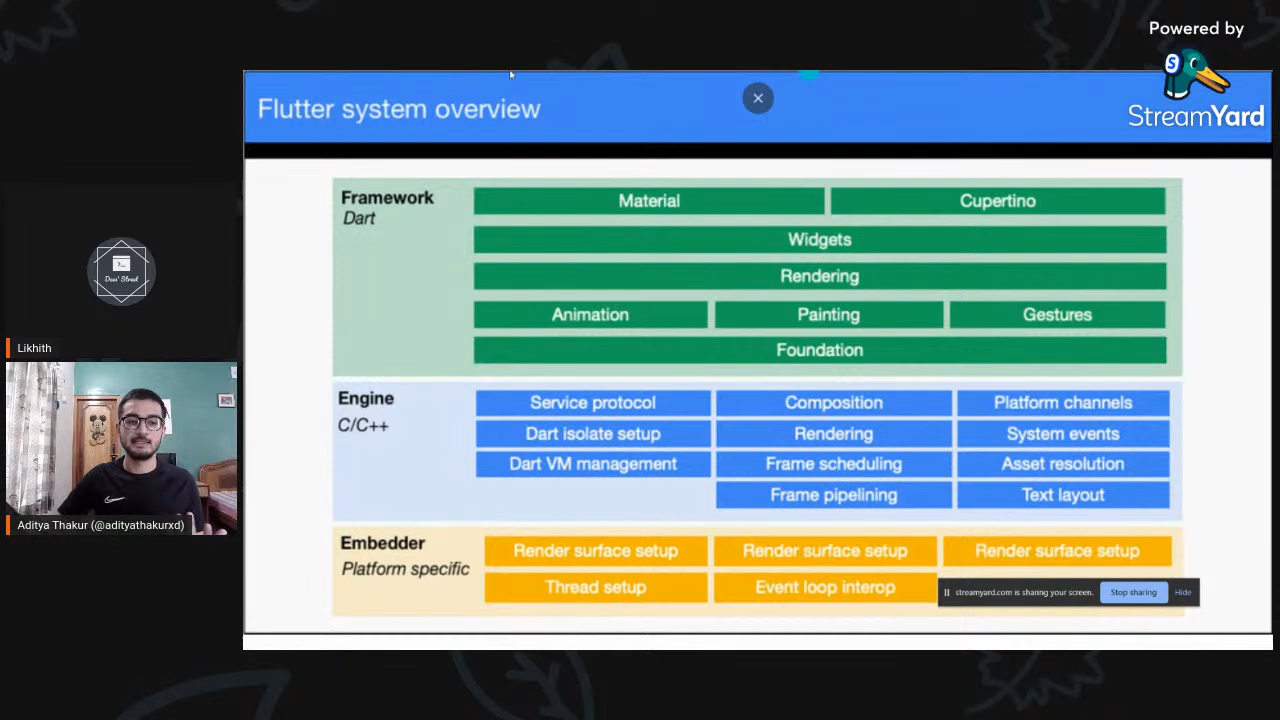 Powered by
StreamYard
Flutter system overview
Framework
Dart
Material
Cupertino
Widgets
Rendering
Animation
Painting
Gestures
Foundation
Engine
C/C++
Service protocol
Composition
Platform channels
Dart isolate setup
Rendering
System events
Dart VM management
Frame scheduling
Asset resolution
Frame pipelining
Text layout
Embedder
Platform specific
Render surface setup
Render surface setup
Render surface setup
Thread setup
Event loop interop
streamyard.com is sharing your screen.
Stop sharing
Hide
Devs' Street
Likhith
Aditya Thakur (@adityathakurxd)